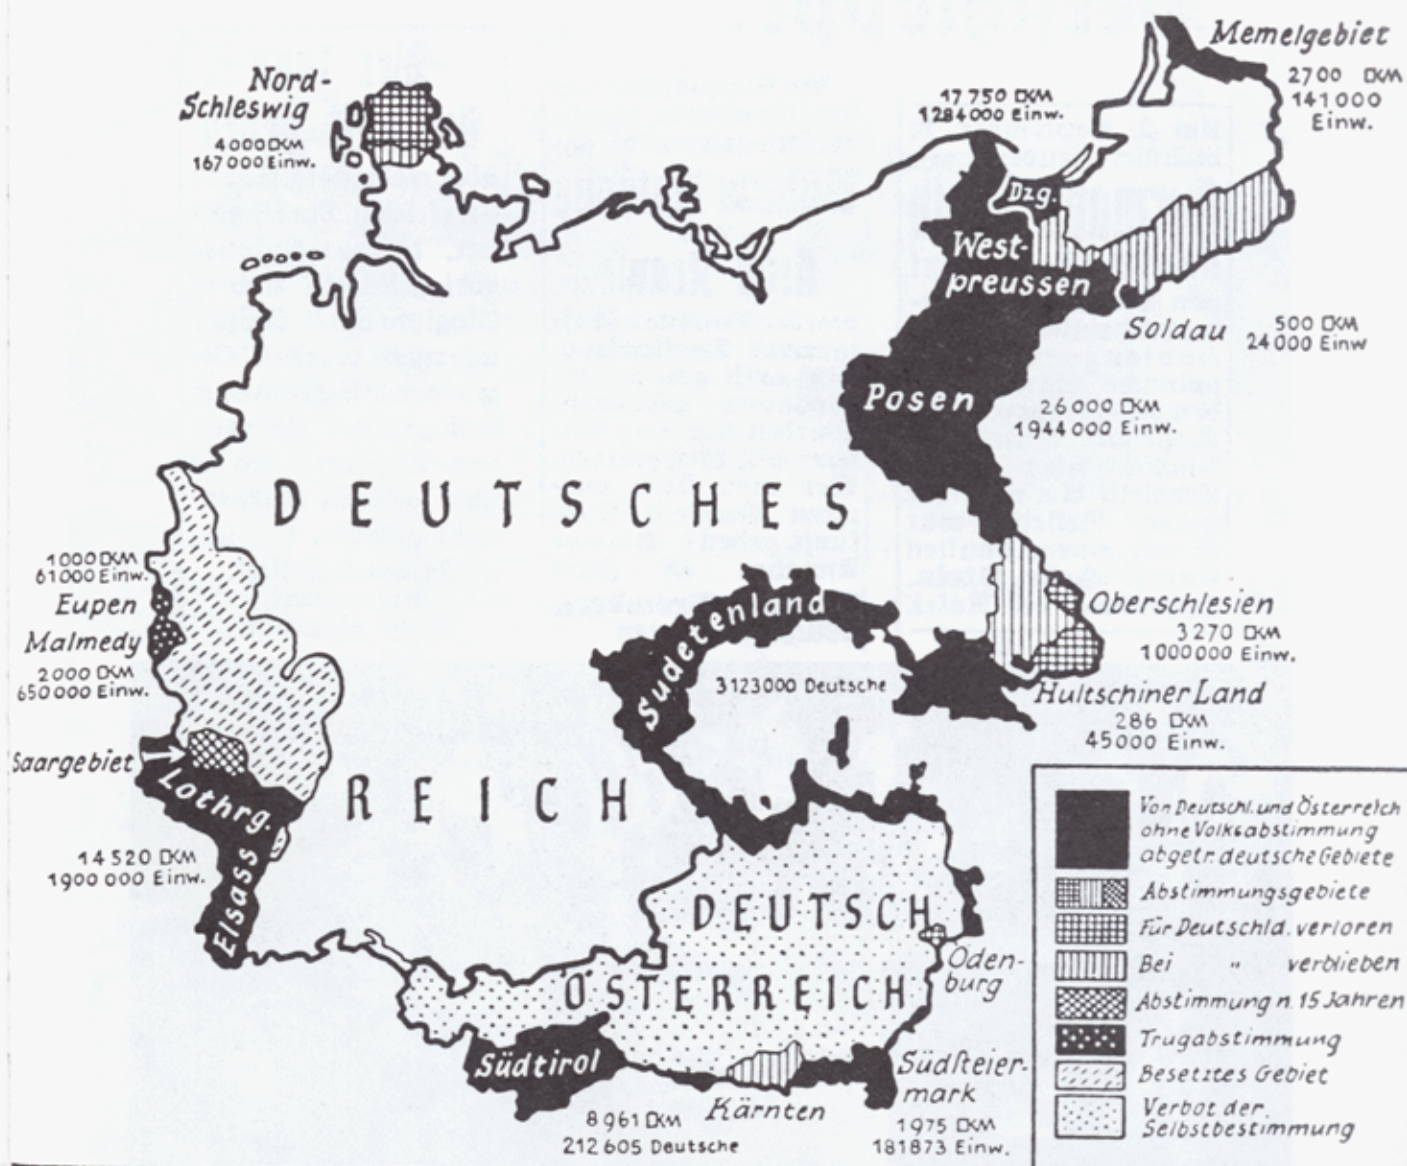 Nord-
Schleswig
4000 □KM
167000 Einw.
Memelgebiet
2700 □KM
141000
Einw.
17750 □KM
1284000 Einw.
Dzg.
West-
preussen
Soldau
500 □KM
24000 Einw
Posen
26000 □KM
1944000 Einw.
DEUTSCHES
REICH
1000 □KM
61000 Einw.
Eupen
Malmedy
2000 □KM
650000 Einw.
Sudetenland
3123000 Deutsche
Oberschlesien
3270 □KM
1000000 Einw.
Hultschiner Land
286 □KM
45000 Einw.
Saargebiet
Lothrg.
Elsass
14520 □KM
1900000 Einw.
DEUTSCH
ÖSTERREICH
Öden-
burg
Südtirol
8961 □KM
212605 Deutsche
Kärnten
Südsteier-
mark
1975 □KM
181873 Einw.
Von Deutschl. und Österreich
ohne Volksabstimmung
abgetr. deutsche Gebiete
Abstimmungsgebiete
Für Deutschld. verloren
Bei " verblieben
Abstimmung n. 15 Jahren
Trugabstimmung
Besetztes Gebiet
Verbot der
Selbstbestimmung